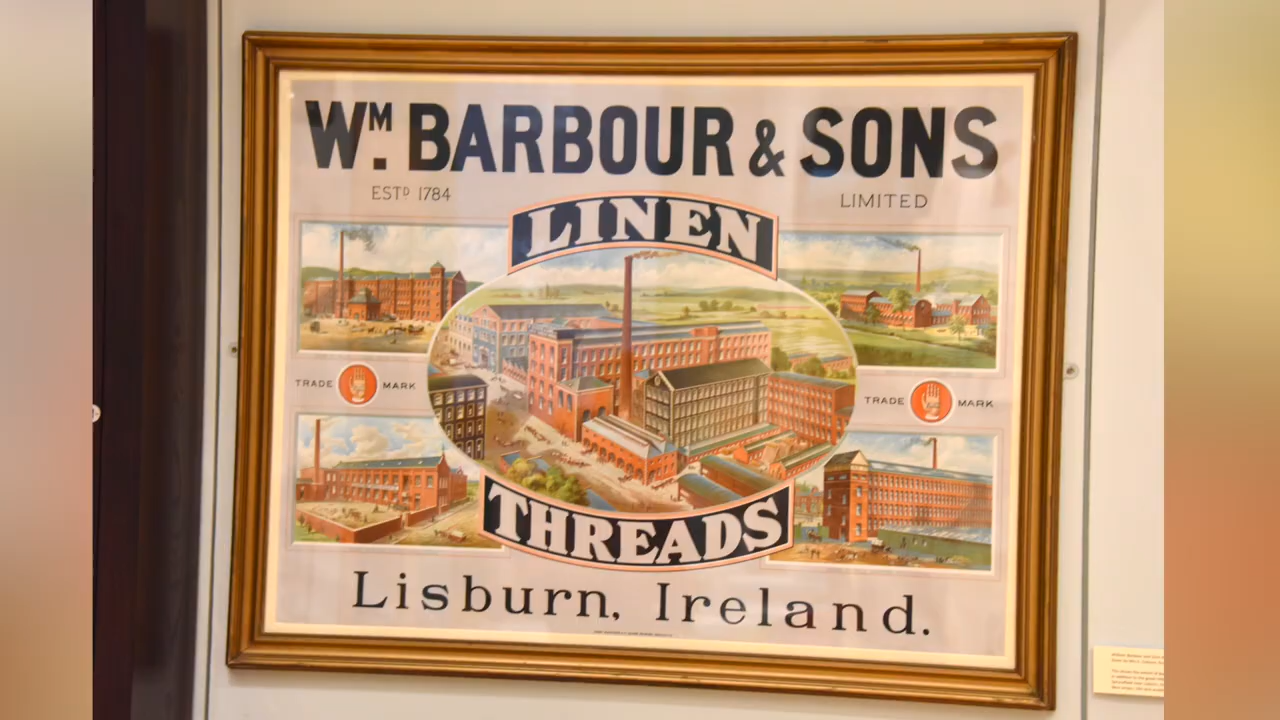 WM. BARBOUR & SONS
ESTD 1784
LIMITED
LINEN
TRADE MARK
TRADE MARK
THREADS
Lisburn, Ireland.